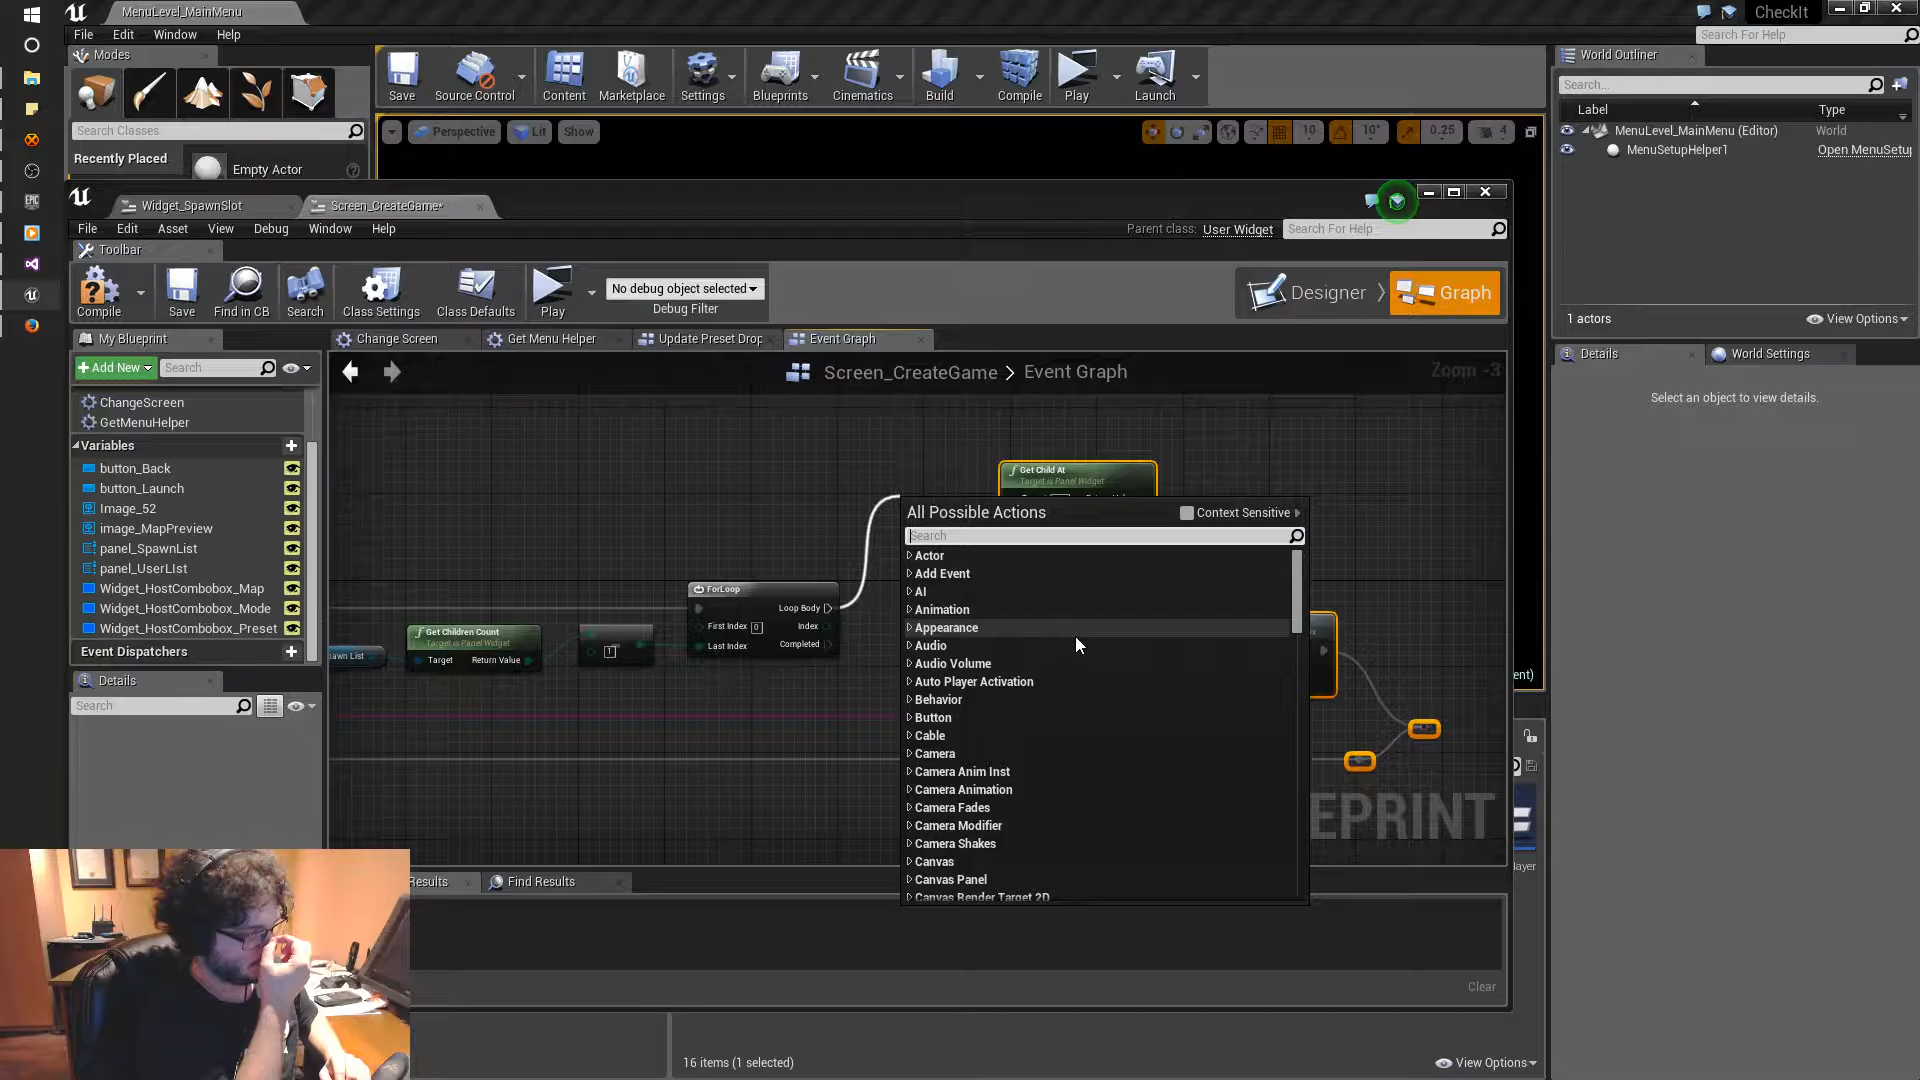 MenuLevel_MainMenu
CheckIt
File Edit Window Help
Search For Help
Modes
Search Classes
Recently Placed
Empty Actor
Save
Source Control
Content
Marketplace
Settings
Blueprints
Cinematics
Build
Compile
Play
Launch
Perspective
Lit
Show
10
10°
0.25
4
World Outliner
Search...
Label
Type
MenuLevel_MainMenu (Editor)
World
MenuSetupHelper1
Open MenuSetup
1 actors
View Options
Details
World Settings
Select an object to view details.
Widget_SpawnSlot
Screen_CreateGame*
File Edit Asset View Debug Window Help
Parent class: User Widget
Search For Help
Toolbar
Compile
Save
Find in CB
Search
Class Settings
Class Defaults
Play
No debug object selected
Debug Filter
Designer
Graph
My Blueprint
Add New
Search
ChangeScreen
GetMenuHelper
Variables
button_Back
button_Launch
Image_52
image_MapPreview
panel_SpawnList
panel_UserLIst
Widget_HostCombobox_Map
Widget_HostCombobox_Mode
Widget_HostCombobox_Preset
Event Dispatchers
Details
Search
Change Screen
Get Menu Helper
Update Preset Drop
Event Graph
Screen_CreateGame > Event Graph
Zoom -3
Get Child At
Target is Panel Widget
ForLoop
Loop Body
First Index 0
Index
Last Index
Completed
Get Children Count
Target is Panel Widget
Target
Return Value
awn List
1
All Possible Actions
Context Sensitive
Search
Actor
Add Event
AI
Animation
Appearance
Audio
Audio Volume
Auto Player Activation
Behavior
Button
Cable
Camera
Camera Anim Inst
Camera Animation
Camera Fades
Camera Modifier
Camera Shakes
Canvas
Canvas Panel
Canvas Render Target 2D
EPRINT
ent)
layer
Results
Find Results
Clear
16 items (1 selected)
View Options
EPIC